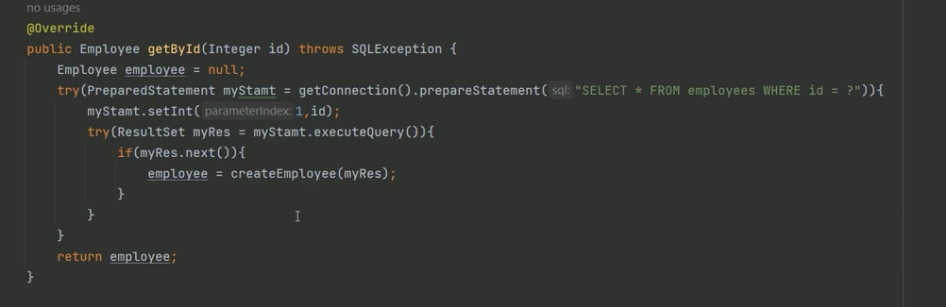 no usages
@Override
public Employee getById(Integer id) throws SQLException {
    Employee employee = null;
    try(PreparedStatement myStamt = getConnection().prepareStatement( sql: "SELECT * FROM employees WHERE id = ?")){
        myStamt.setInt( parameterIndex: 1,id);
        try(ResultSet myRes = myStamt.executeQuery()){
            if(myRes.next()){
                employee = createEmployee(myRes);
            }
        }
    }
    return employee;
}